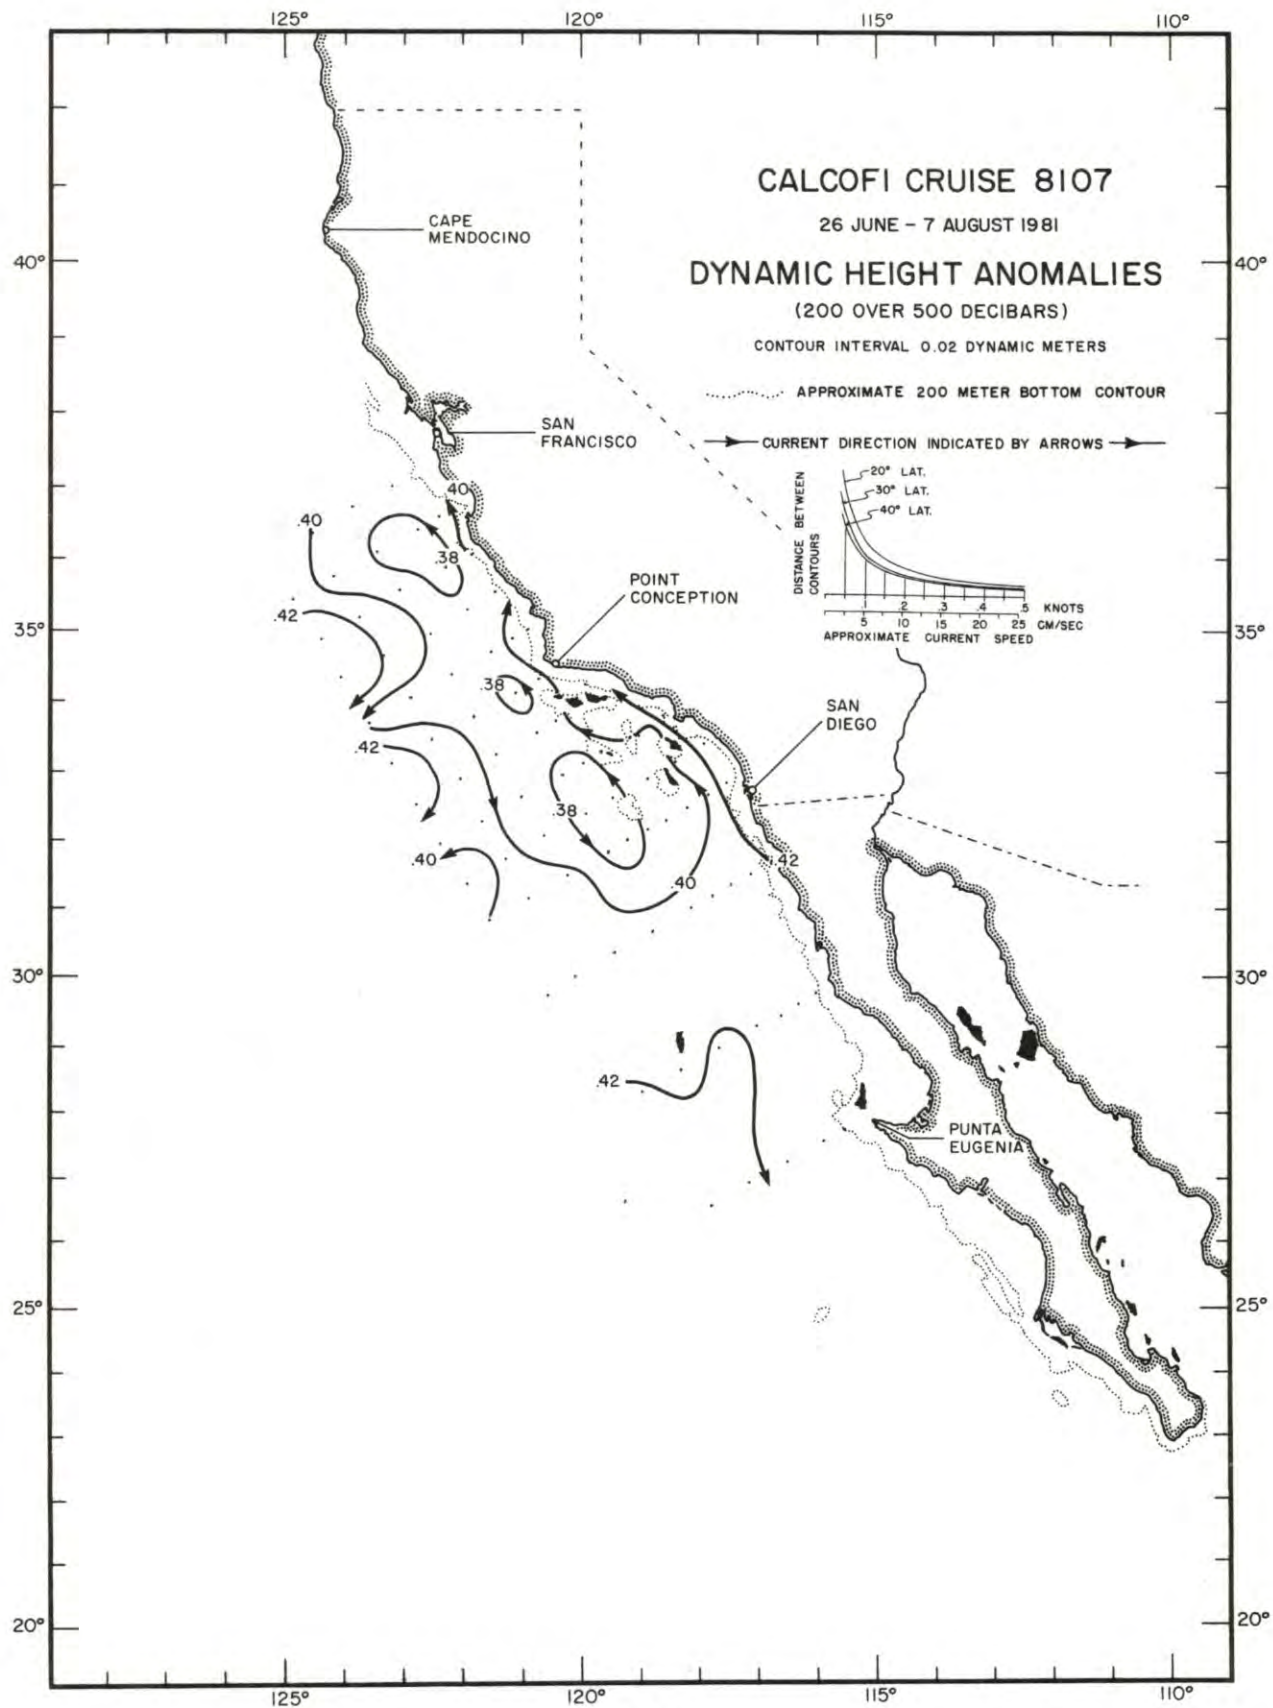 125° 120° 115° 110°
CALCOFI CRUISE 8107
26 JUNE – 7 AUGUST 1981
DYNAMIC HEIGHT ANOMALIES
(200 OVER 500 DECIBARS)
CONTOUR INTERVAL 0.02 DYNAMIC METERS
APPROXIMATE 200 METER BOTTOM CONTOUR
CURRENT DIRECTION INDICATED BY ARROWS
DISTANCE BETWEEN
CONTOURS
20° LAT.
30° LAT.
40° LAT.
.1 .2 .3 .4 .5 KNOTS
5 10 15 20 25 CM/SEC
APPROXIMATE CURRENT SPEED
CAPE
MENDOCINO
40° 40°
SAN
FRANCISCO
.40
.40
.38
POINT
CONCEPTION
.42
35° 35°
.38
SAN
DIEGO
.42
.38
.40
.42
.40
30° 30°
.42
PUNTA
EUGENIA
25° 25°
20° 20°
125° 120° 115° 110°